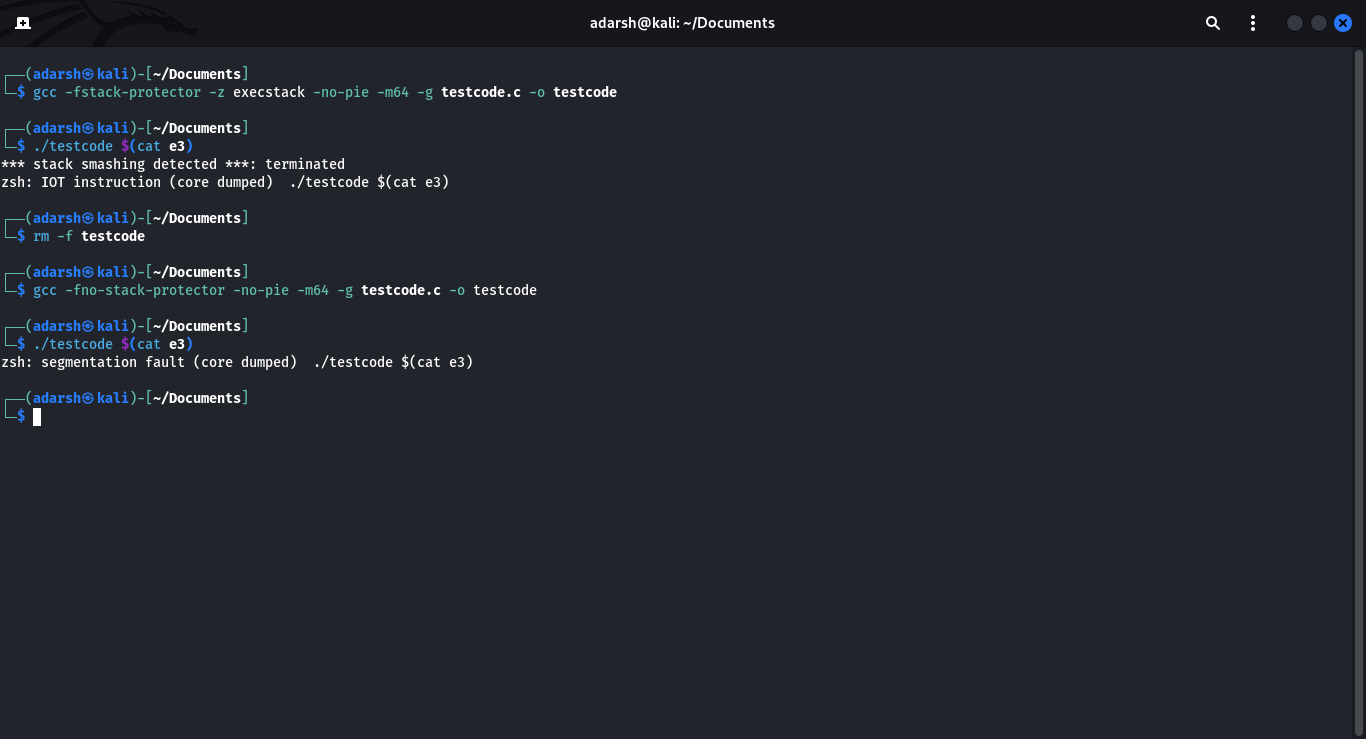 adarsh@kali: ~/Documents
┌──(adarsh㉿kali)-[~/Documents]
└─$ gcc -fstack-protector -z execstack -no-pie -m64 -g testcode.c -o testcode
┌──(adarsh㉿kali)-[~/Documents]
└─$ ./testcode $(cat e3)
*** stack smashing detected ***: terminated
zsh: IOT instruction (core dumped)  ./testcode $(cat e3)
┌──(adarsh㉿kali)-[~/Documents]
└─$ rm -f testcode
┌──(adarsh㉿kali)-[~/Documents]
└─$ gcc -fno-stack-protector -no-pie -m64 -g testcode.c -o testcode
┌──(adarsh㉿kali)-[~/Documents]
└─$ ./testcode $(cat e3)
zsh: segmentation fault (core dumped)  ./testcode $(cat e3)
┌──(adarsh㉿kali)-[~/Documents]
└─$